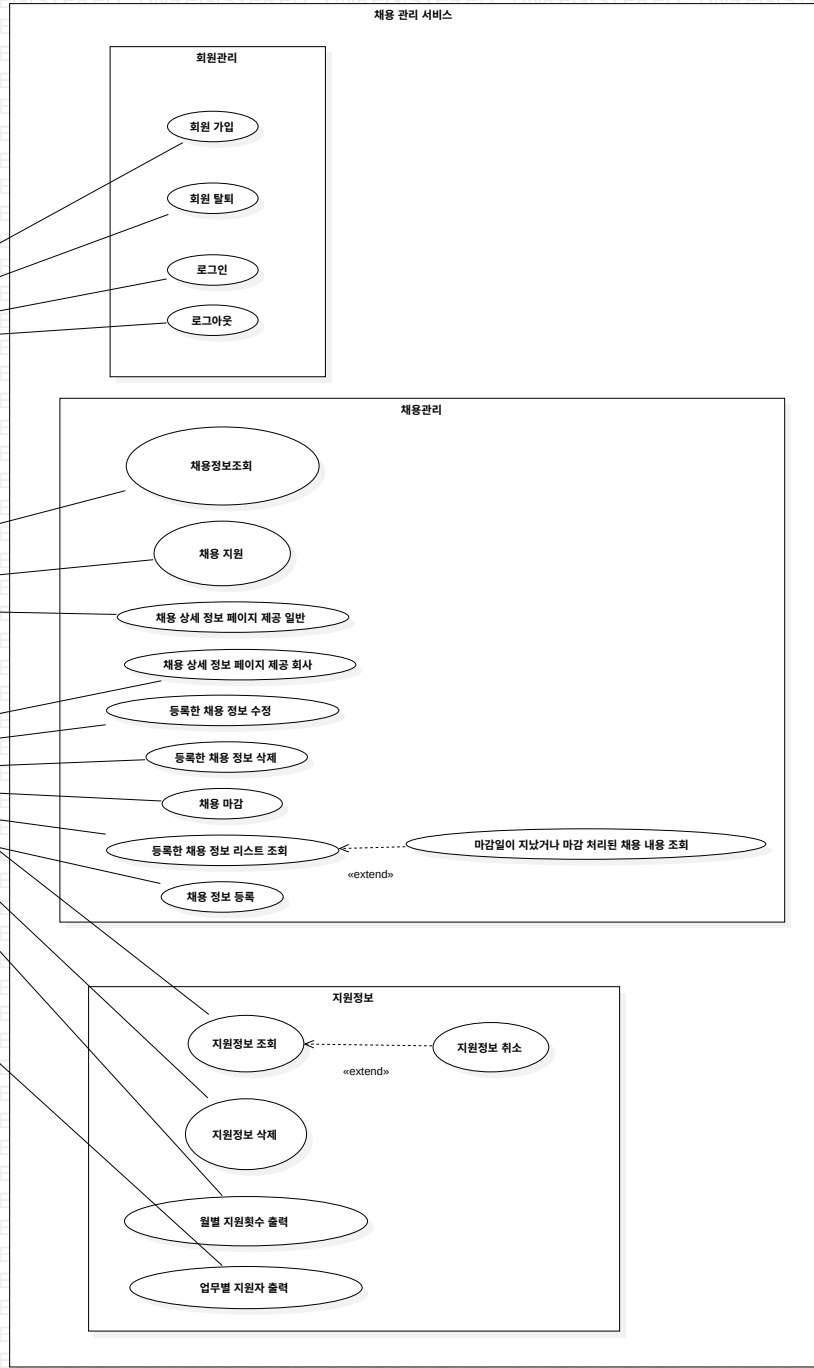 채용 관리 서비스
회원관리
회원 가입
회원 탈퇴
로그인
로그아웃
채용관리
채용정보조회
채용 지원
채용 상세 정보 페이지 제공 일반
채용 상세 정보 페이지 제공 회사
등록한 채용 정보 수정
등록한 채용 정보 삭제
채용 마감
등록한 채용 정보 리스트 조회
마감일이 지났거나 마감 처리된 채용 내용 조회
«extend»
채용 정보 등록
지원정보
지원정보 조회
지원정보 취소
«extend»
지원정보 삭제
월별 지원횟수 출력
업무별 지원자 출력